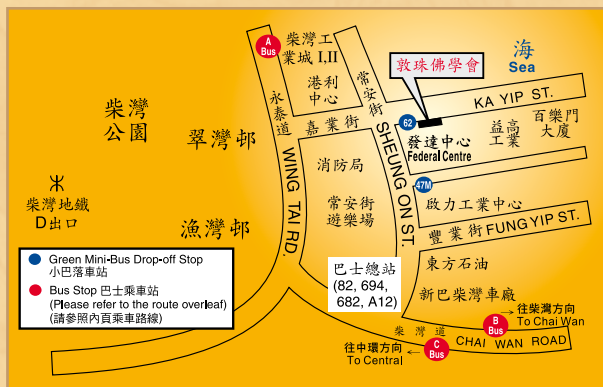 A
Bus
柴灣工
業城 I,II
港利
中心
常安街
敦珠佛學會
海
Sea
KA YIP ST.
柴灣
公園
翠灣邨
永泰道
嘉業街
62
發達中心
Federal Centre
益高
工業
百樂門
大廈
WING TAI RD.
SHEUNG ON ST.
消防局
47M
柴灣地鐵
D出口
漁灣邨
常安街
遊樂場
啟力工業中心
豐業街 FUNG YIP ST.
Green Mini-Bus Drop-off Stop
小巴落車站
Bus Stop 巴士乘車站
(Please refer to the route overleaf)
(請參照內頁乘車路線)
巴士總站
(82, 694,
682, A12)
東方石油
新巴柴灣車廠
往柴灣方向
To Chai Wan
B
Bus
柴灣道
CHAI WAN ROAD
往中環方向
To Central
C
Bus